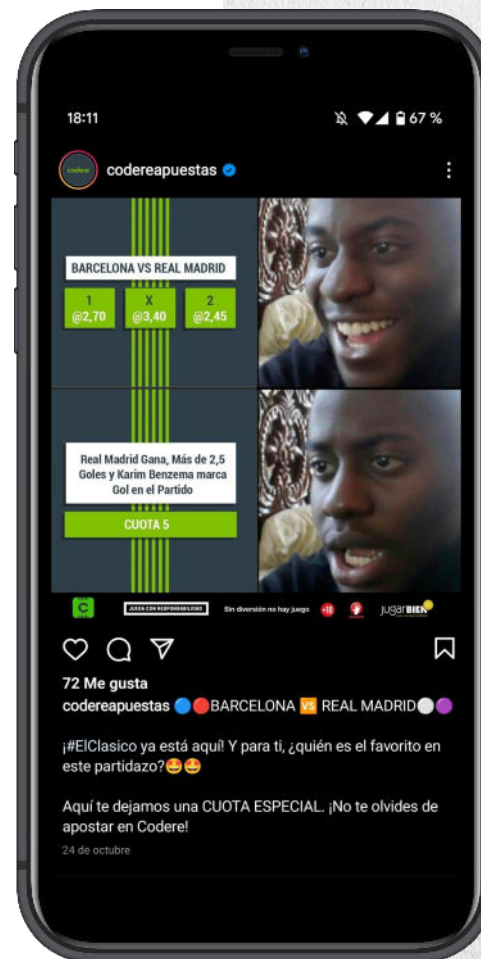 18:11
67 %
codere
codereapuestas
BARCELONA VS REAL MADRID
1 X 2
@2,70 @3,40 @2,45
Real Madrid Gana, Más de 2,5
Goles y Karim Benzema marca
Gol en el Partido
CUOTA 5
C
JUEGA CON RESPONSABILIDAD
Sin diversión no hay juego
+18
jugarBIEN
72 Me gusta
codereapuestas 🔵🔴BARCELONA 🆚 REAL MADRID⚪🟣
¡#ElClasico ya está aquí! Y para ti, ¿quién es el favorito en
este partidazo?🤩🤩
Aquí te dejamos una CUOTA ESPECIAL. ¡No te olvides de
apostar en Codere!
24 de octubre